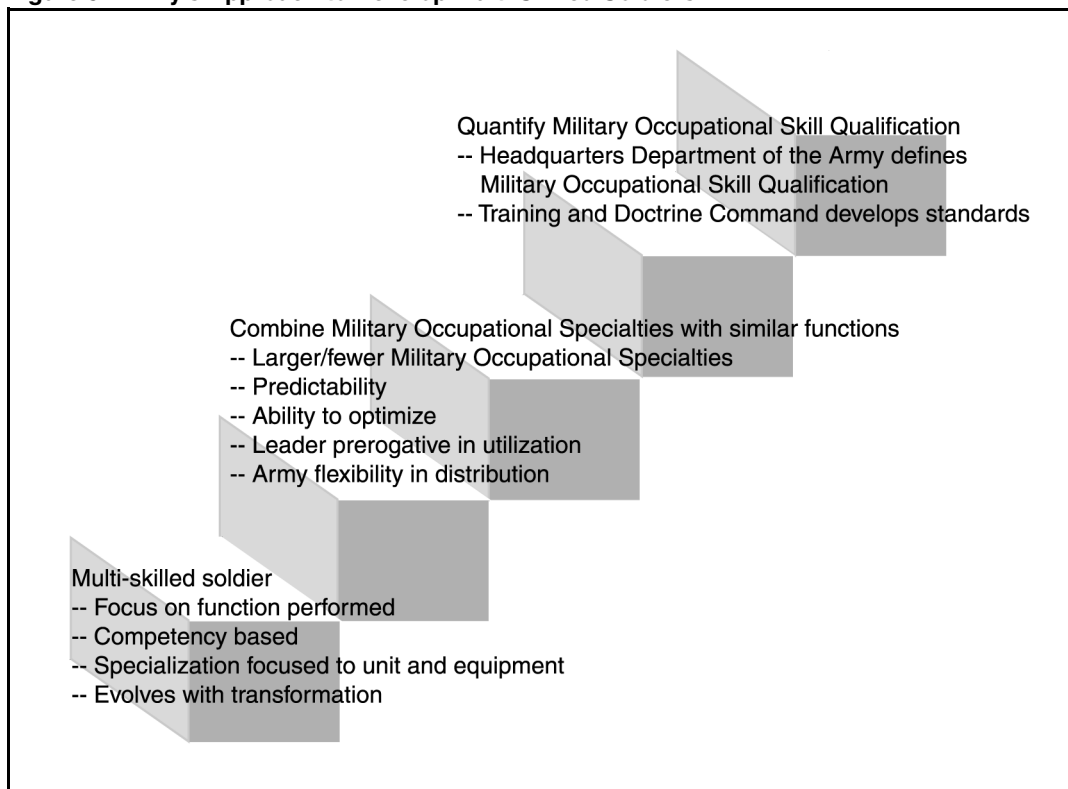 Quantify Military Occupational Skill Qualification
-- Headquarters Department of the Army defines
Military Occupational Skill Qualification
-- Training and Doctrine Command develops standards
Combine Military Occupational Specialties with similar functions
-- Larger/fewer Military Occupational Specialties
-- Predictability
-- Ability to optimize
-- Leader prerogative in utilization
-- Army flexibility in distribution
Multi-skilled soldier
-- Focus on function performed
-- Competency based
-- Specialization focused to unit and equipment
-- Evolves with transformation